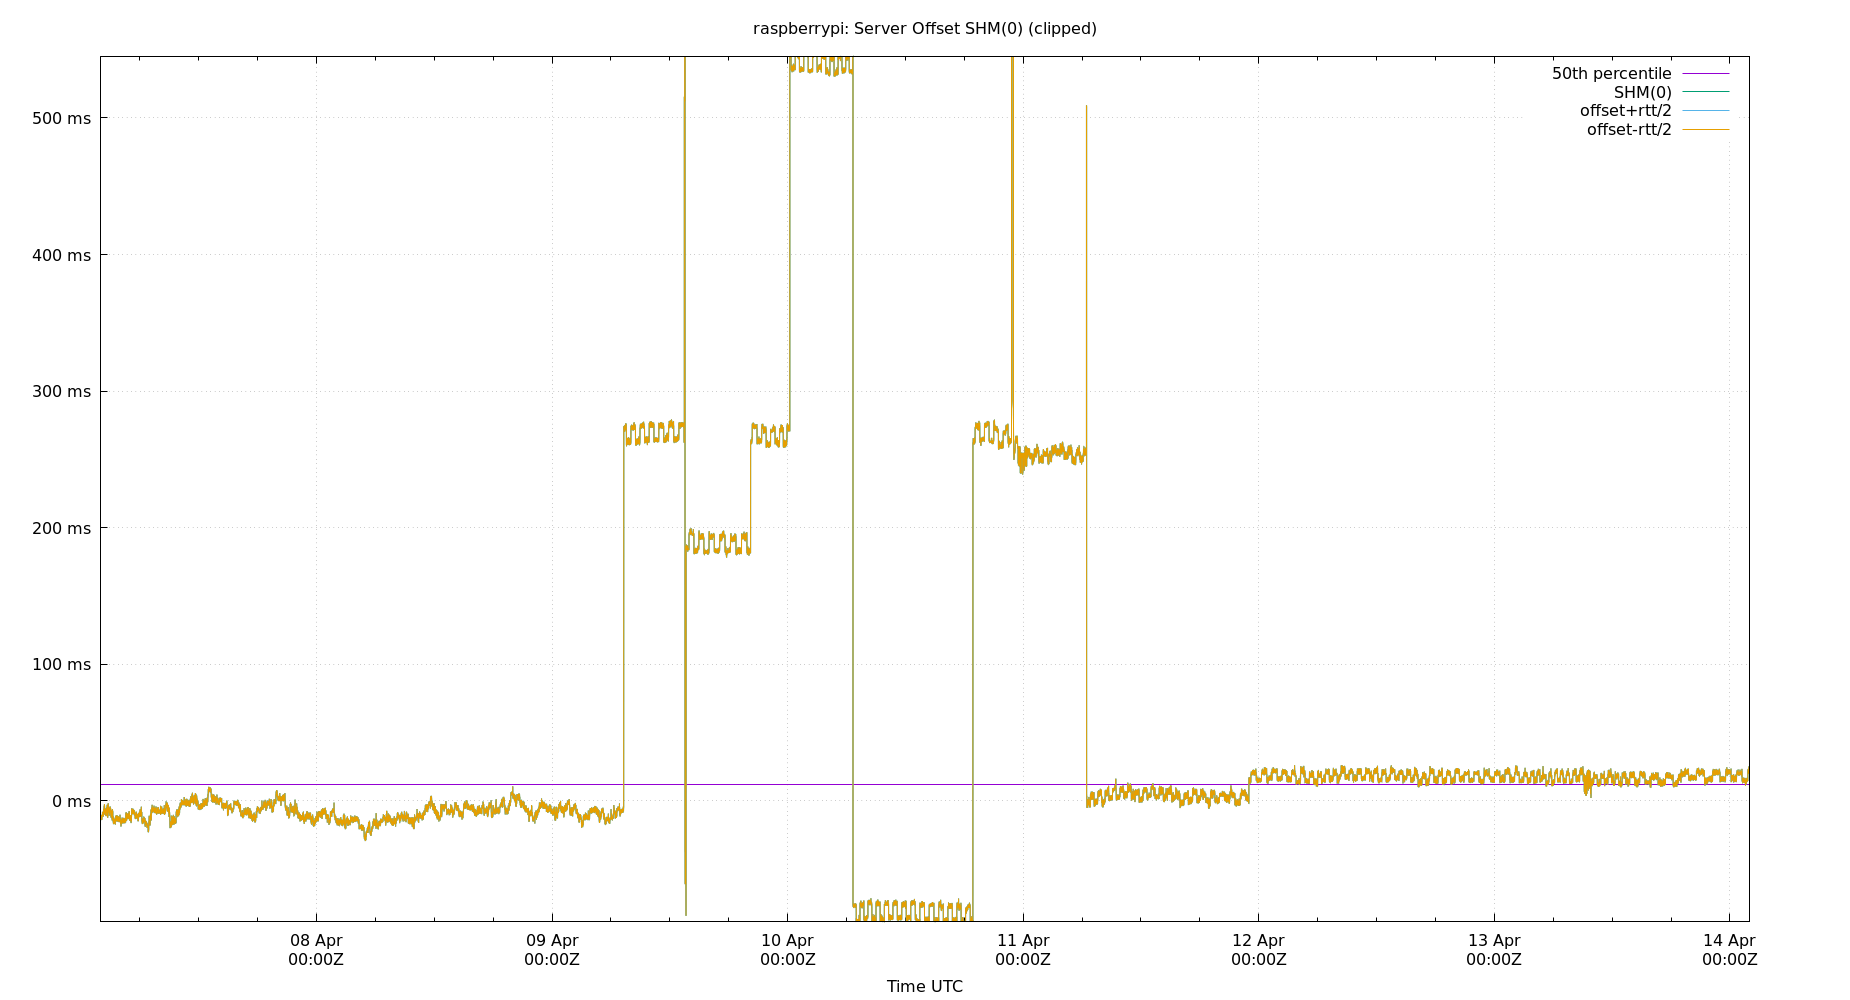 raspberrypi: Server Offset SHM(0) (clipped)
50th percentile
SHM(0)
offset+rtt/2
offset-rtt/2
500 ms
400 ms
300 ms
200 ms
100 ms
0 ms
08 Apr 09 Apr 10 Apr 11 Apr 12 Apr 13 Apr 14 Apr
00:00Z 00:00Z 00:00Z 00:00Z 00:00Z 00:00Z 00:00Z
Time UTC